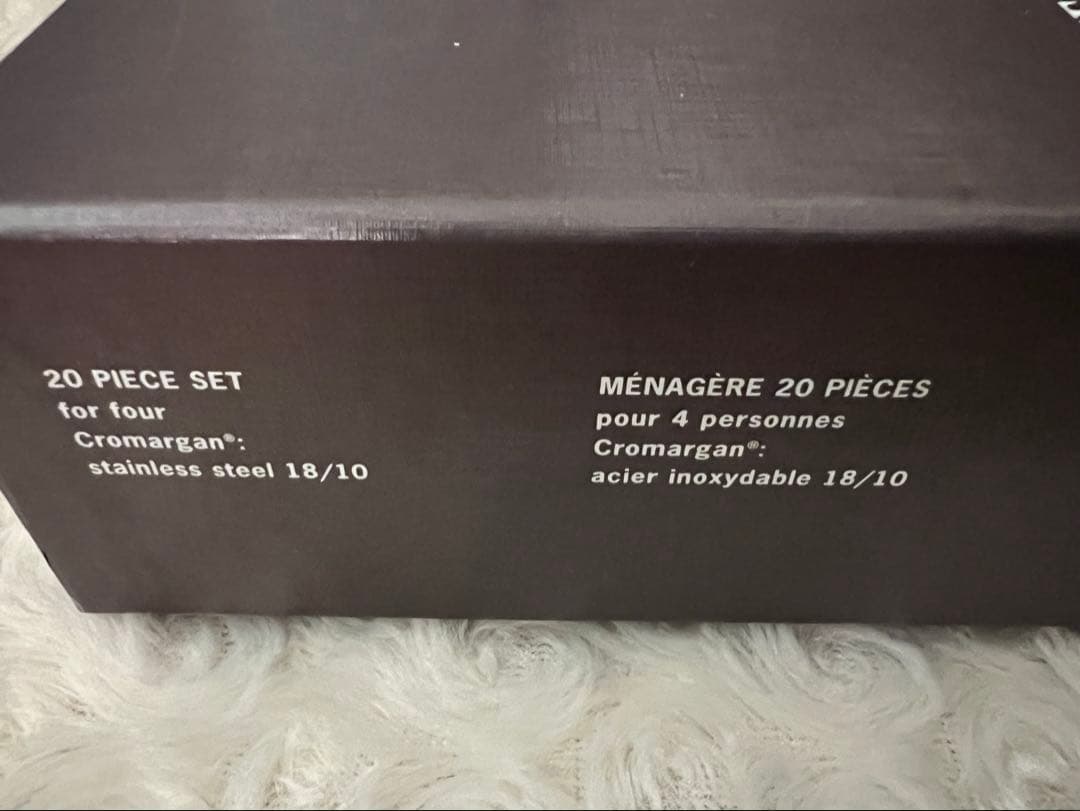 20 PIECE SET
for four
Cromargan®:
stainless steel 18/10
MÉNAGÈRE 20 PIÈCES
pour 4 personnes
Cromargan®:
acier inoxydable 18/10